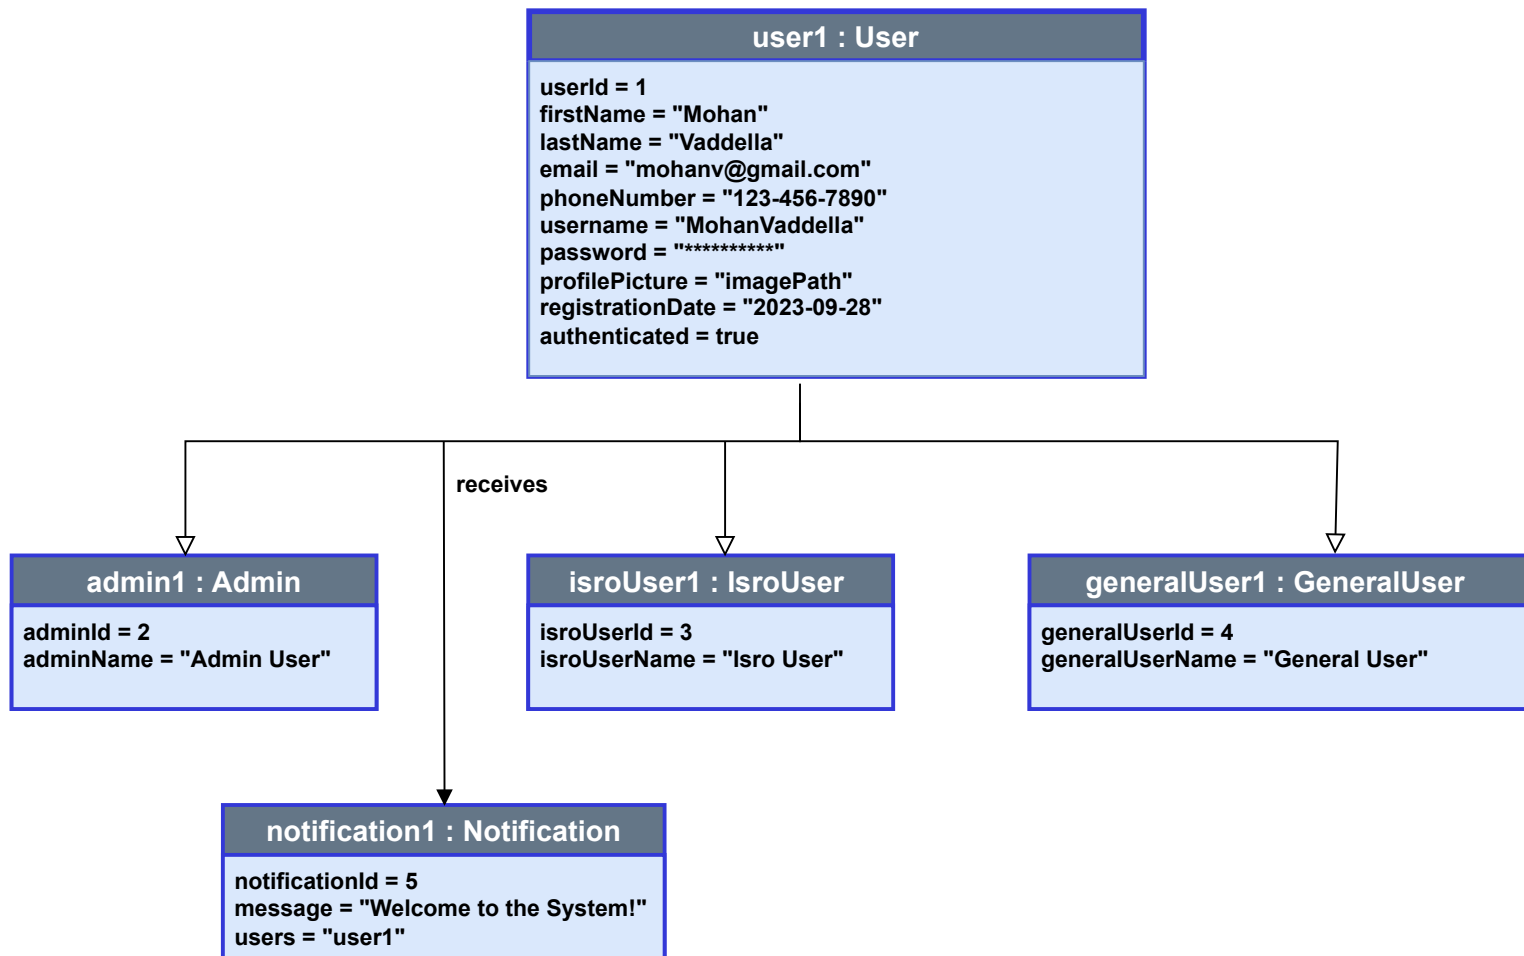 user1 : User
userId = 1
firstName = "Mohan"
lastName = "Vaddella"
email = "mohanv@gmail.com"
phoneNumber = "123-456-7890"
username = "MohanVaddella"
password = "**********"
profilePicture = "imagePath"
registrationDate = "2023-09-28"
authenticated = true
receives
admin1 : Admin
adminId = 2
adminName = "Admin User"
isroUser1 : IsroUser
isroUserId = 3
isroUserName = "Isro User"
generalUser1 : GeneralUser
generalUserId = 4
generalUserName = "General User"
notification1 : Notification
notificationId = 5
message = "Welcome to the System!"
users = "user1"